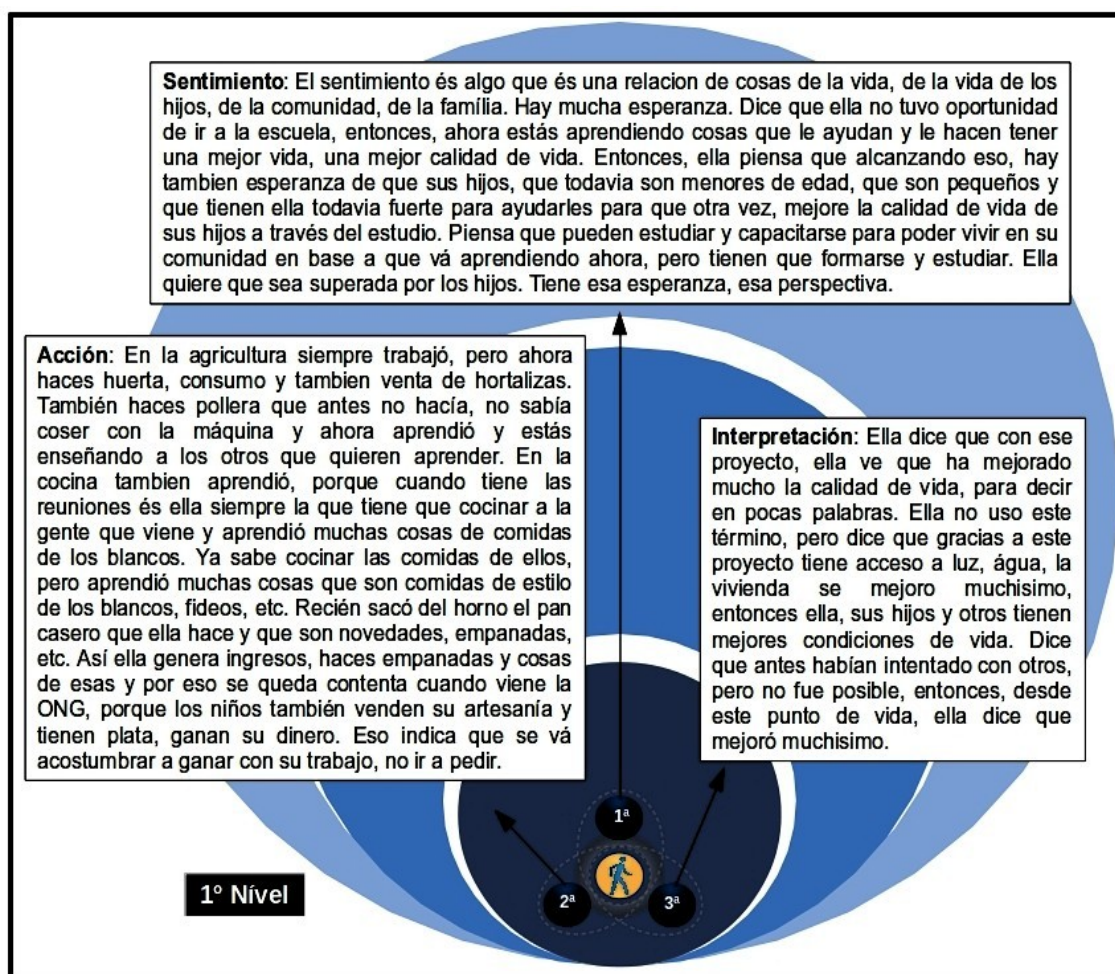 Sentimiento: El sentimiento és algo que és una relacion de cosas de la vida, de la vida de los
hijos, de la comunidad, de la família. Hay mucha esperanza. Dice que ella no tuvo oportunidad
de ir a la escuela, entonces, ahora estás aprendiendo cosas que le ayudan y le hacen tener
una mejor vida, una mejor calidad de vida. Entonces, ella piensa que alcanzando eso, hay
tambien esperanza de que sus hijos, que todavia son menores de edad, que son pequeños y
que tienen ella todavia fuerte para ayudarles para que otra vez, mejore la calidad de vida de
sus hijos a través del estudio. Piensa que pueden estudiar y capacitarse para poder vivir en su
comunidad en base a que vá aprendiendo ahora, pero tienen que formarse y estudiar. Ella
quiere que sea superada por los hijos. Tiene esa esperanza, esa perspectiva.
Acción: En la agricultura siempre trabajó, pero ahora
haces huerta, consumo y tambien venta de hortalizas.
También haces pollera que antes no hacía, no sabía
coser con la máquina y ahora aprendió y estás
enseñando a los otros que quieren aprender. En la
cocina tambien aprendió, porque cuando tiene las
reuniones és ella siempre la que tiene que cocinar a la
gente que viene y aprendió muchas cosas de comidas
de los blancos. Ya sabe cocinar las comidas de ellos,
pero aprendió muchas cosas que son comidas de estilo
de los blancos, fideos, etc. Recién sacó del horno el pan
casero que ella hace y que son novedades, empanadas,
etc. Así ella genera ingresos, haces empanadas y cosas
de esas y por eso se queda contenta cuando viene la
ONG, porque los niños también venden su artesanía y
tienen plata, ganan su dinero. Eso indica que se vá
acostumbrar a ganar con su trabajo, no ir a pedir.
Interpretación: Ella dice que con ese
proyecto, ella ve que ha mejorado
mucho la calidad de vida, para decir
en pocas palabras. Ella no uso este
término, pero dice que gracias a este
proyecto tiene acceso a luz, água, la
vivienda se mejoro muchisimo,
entonces ella, sus hijos y otros tienen
mejores condiciones de vida. Dice
que antes habían intentado con otros,
pero no fue posible, entonces, desde
este punto de vida, ella dice que
mejoró muchisimo.
1ª
2ª
3ª
1º Nível